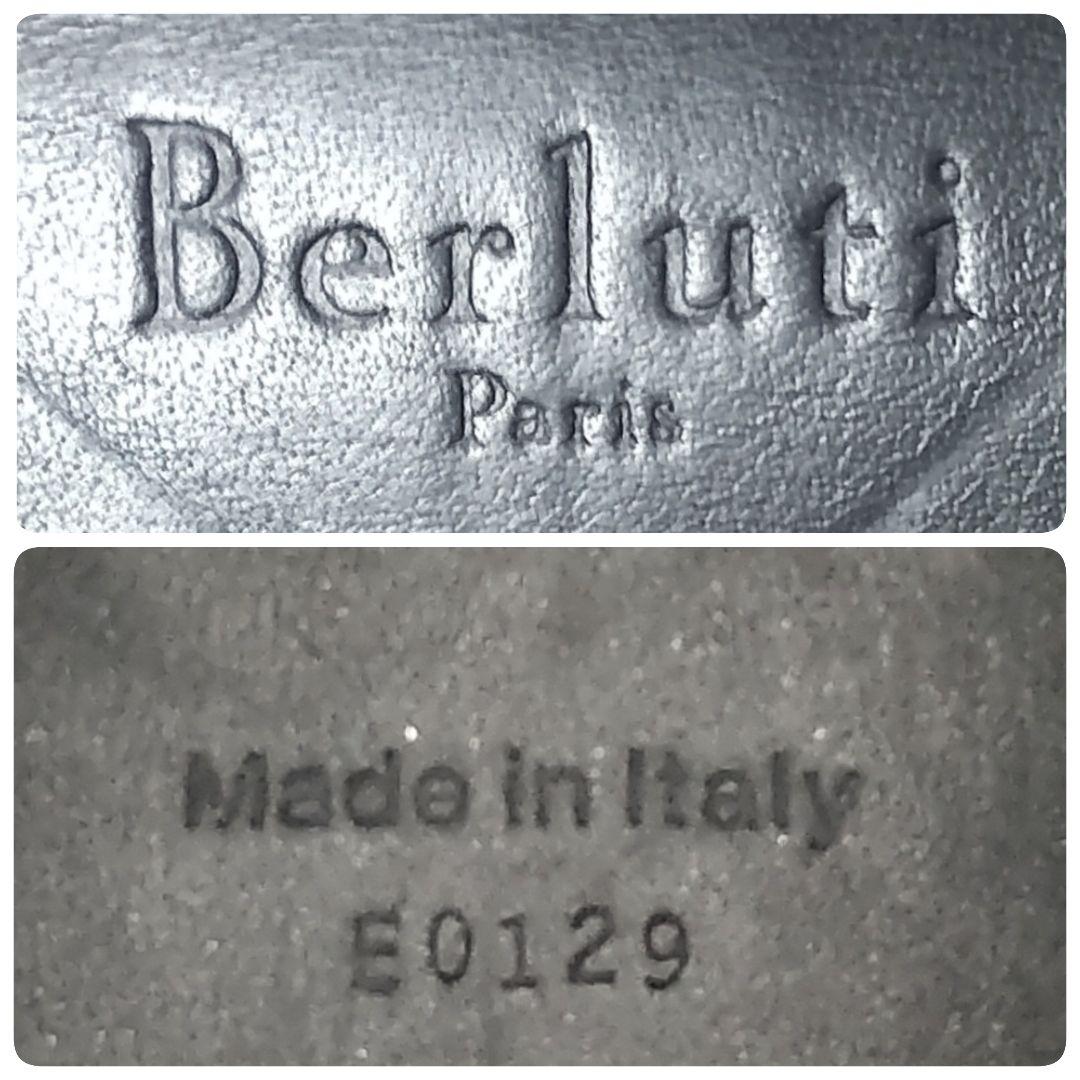 Berluti
Paris
Made in Italy
E0129